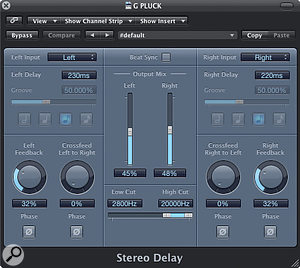 G PLUCK
View Show Channel Strip Show Insert
Bypass Compare #default Copy Paste
Left Input Left Beat Sync Right Input Right
Left Delay 230ms Output Mix Right Delay 220ms
Groove 50.000% Left Right Groove 50.000%
Left Feedback Crossfeed Left to Right Crossfeed Right to Left Right Feedback
45% 48%
Low Cut High Cut
32% 0% 2800Hz 20000Hz 0% 32%
Phase Phase Phase Phase
Ø Ø Ø Ø
Stereo Delay